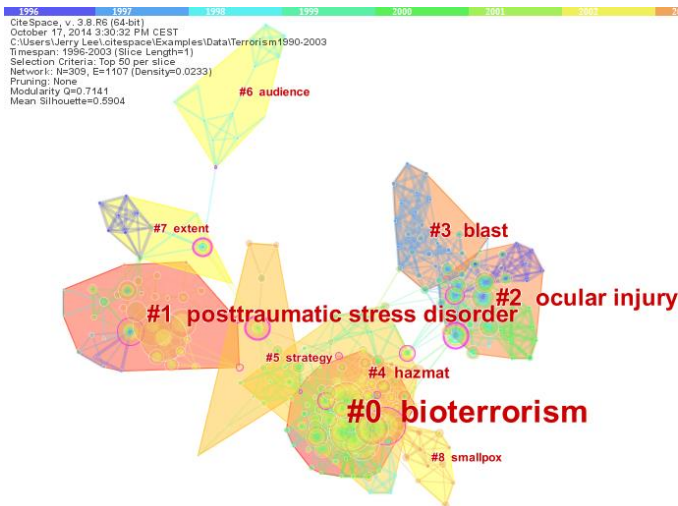 1996 1997 1998 1999 2000 2001 2002
CiteSpace, v. 3.8.R6 (64-bit)
October 17, 2014 3:30:32 PM CEST
C:\Users\Jerry Lee\citespace\Examples\Data\Terrorism1990-2003
Timespan: 1996-2003 (Slice Length=1)
Selection Criteria: Top 50 per slice
Network: N=309, E=1107 (Density=0.0233)
Pruning: None
Modularity Q=0.7141
Mean Silhouette=0.5904
#6 audience
#7 extent
#3 blast
#2 ocular injury
#1 posttraumatic stress disorder
#5 strategy
#4 hazmat
#0 bioterrorism
#8 smallpox